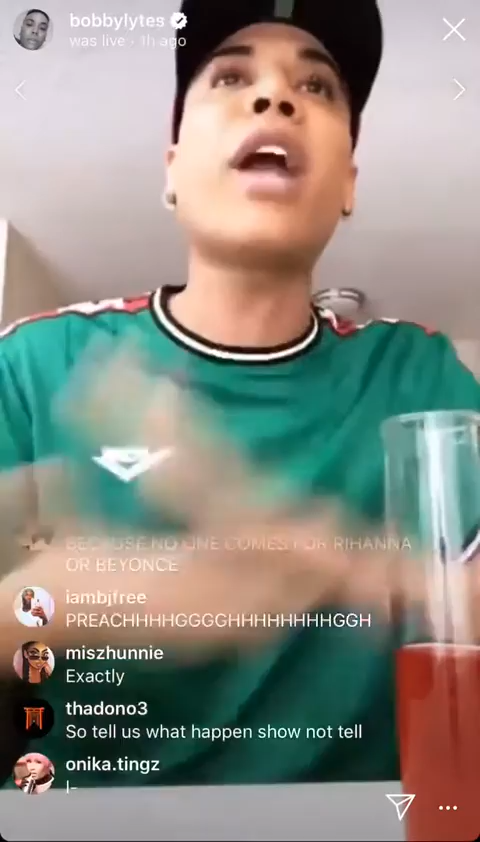 bobbylytes
was live · 1h ago
BECAUSE NO ONE COMES FOR RIHANNA
OR BEYONCE
iambjfree
PREACHHHHGGGGHHHHHHHHGGH
miszhunnie
Exactly
thadono3
So tell us what happen show not tell
onika.tingz
I-